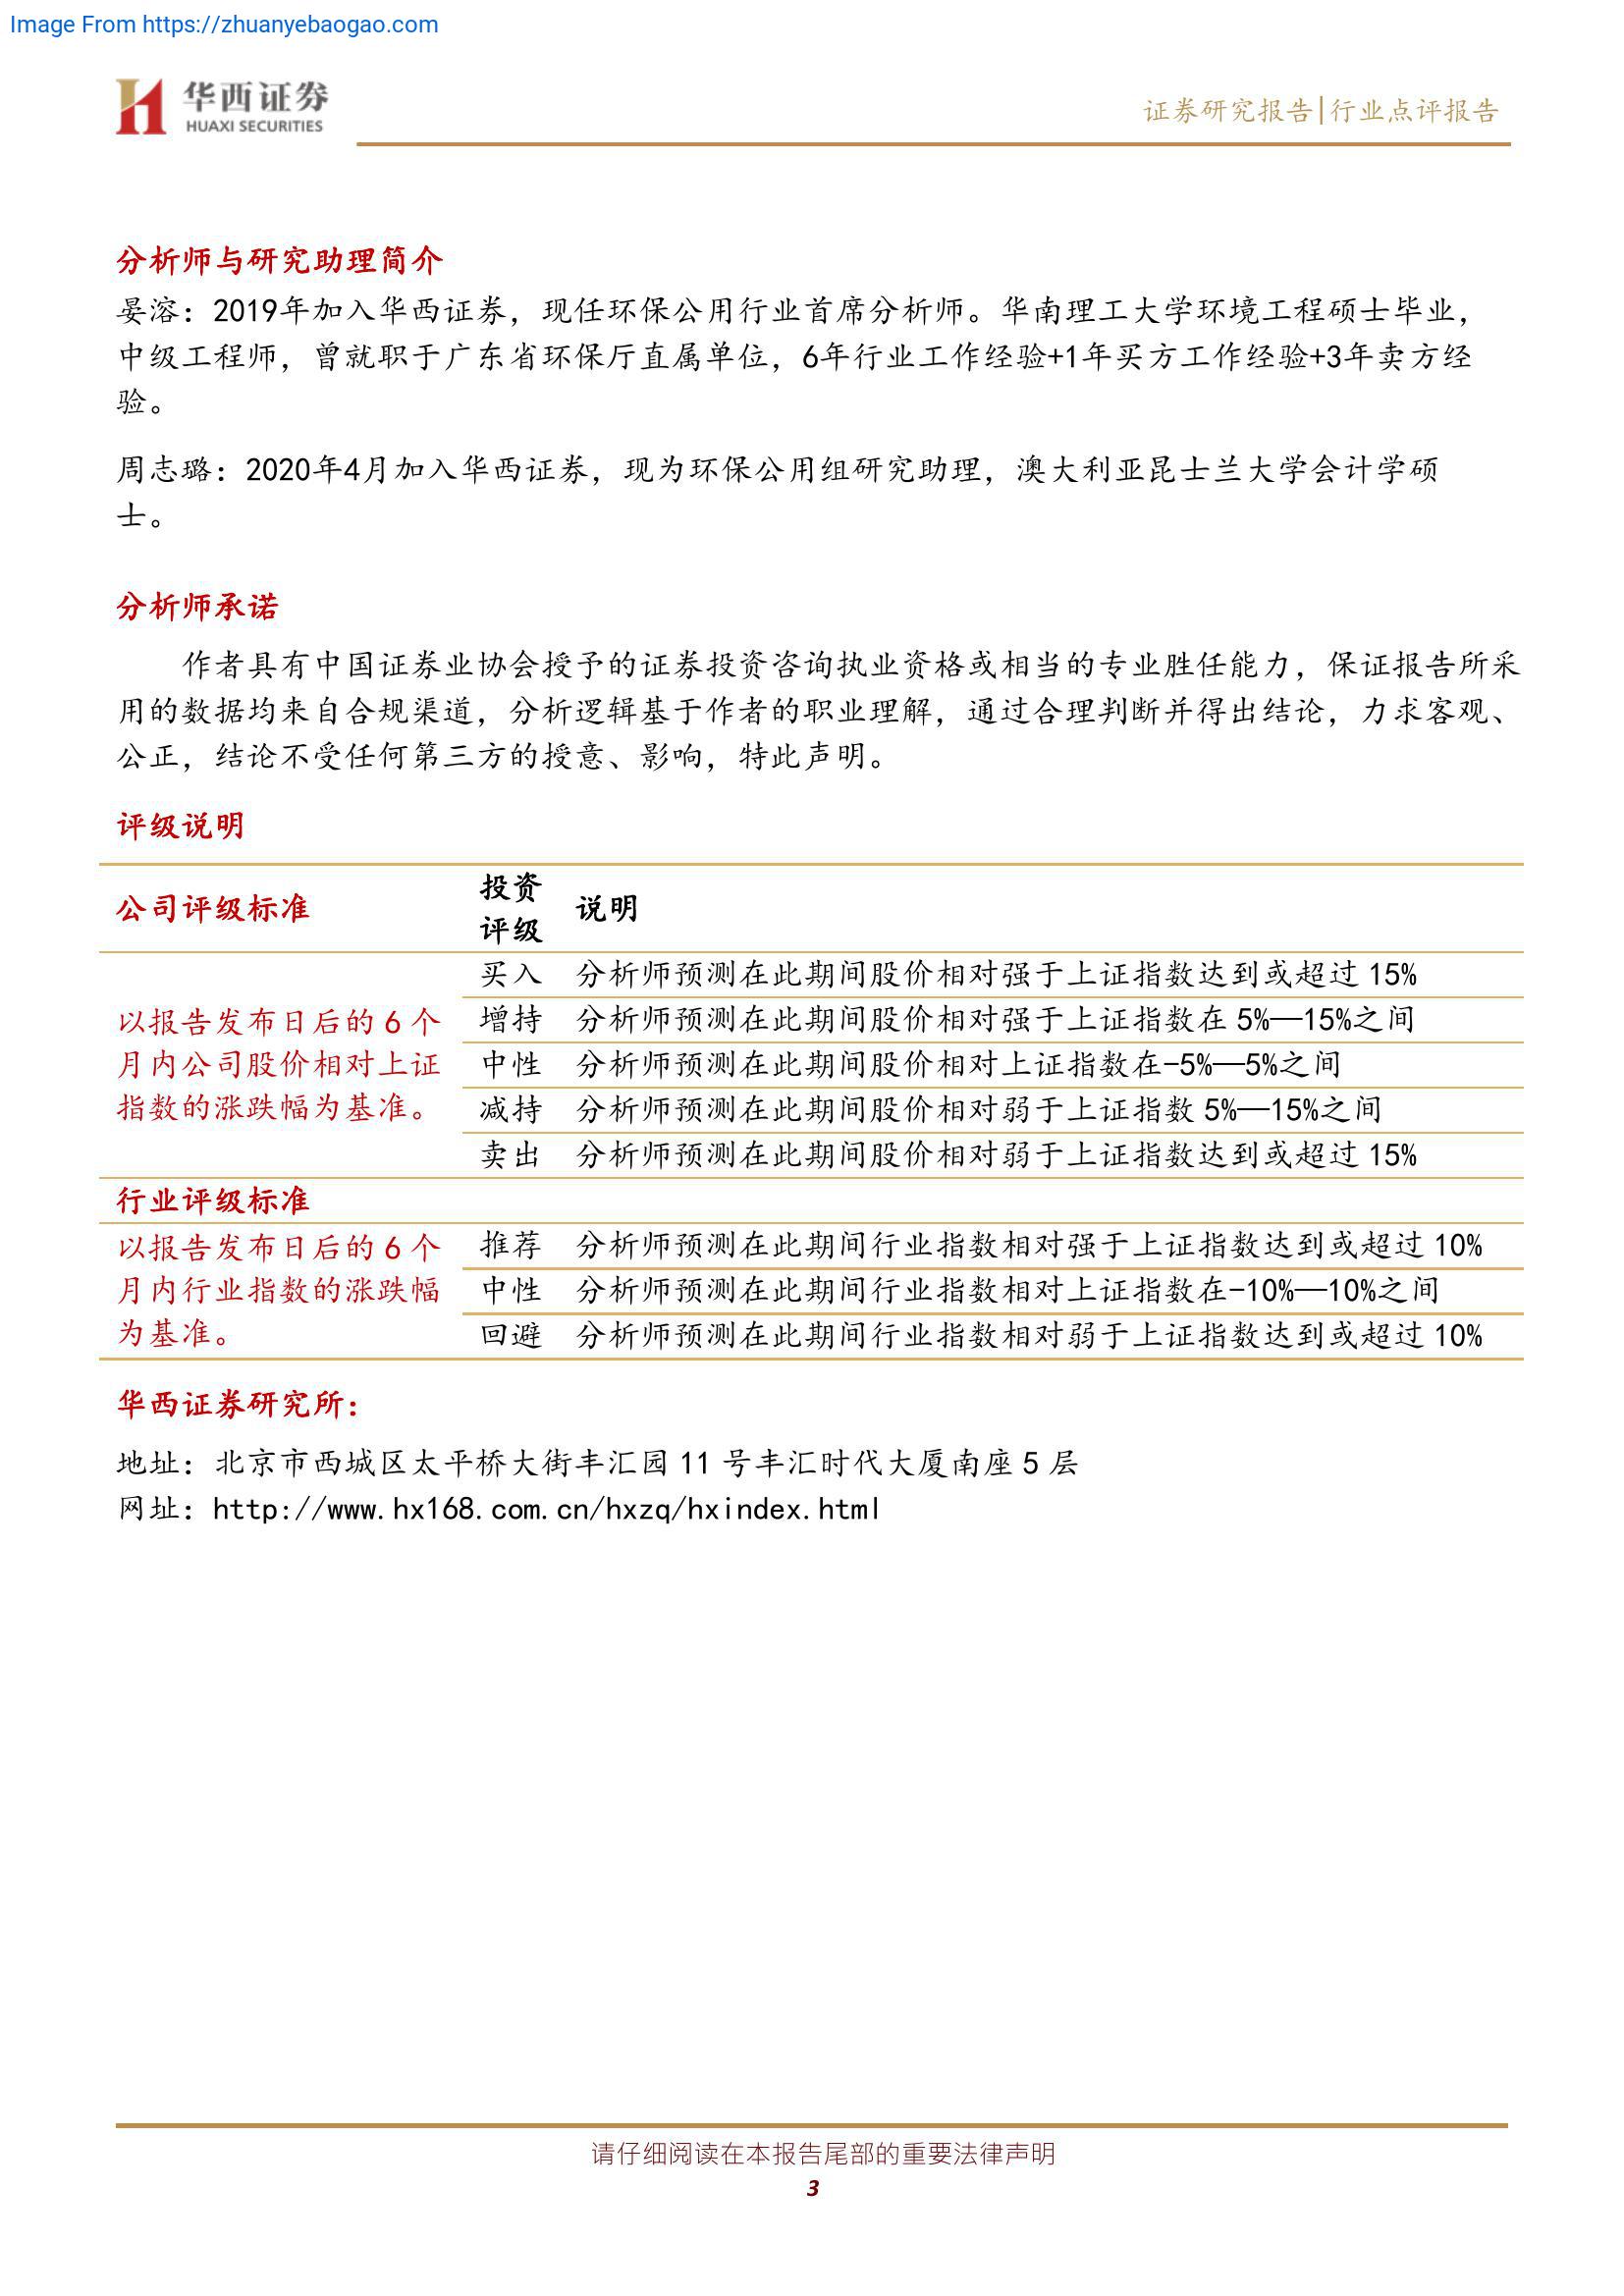 Image From https://zhuanyebaogao.com
华西证券
HUAXI SECURITIES
证券研究报告|行业点评报告
分析师与研究助理简介
晏溶：2019年加入华西证券，现任环保公用行业首席分析师。华南理工大学环境工程硕士毕业，
中级工程师，曾就职于广东省环保厅直属单位，6年行业工作经验+1年买方工作经验+3年卖方经
验。
周志璐：2020年4月加入华西证券，现为环保公用组研究助理，澳大利亚昆士兰大学会计学硕
士。
分析师承诺
作者具有中国证券业协会授予的证券投资咨询执业资格或相当的专业胜任能力，保证报告所采
用的数据均来自合规渠道，分析逻辑基于作者的职业理解，通过合理判断并得出结论，力求客观、
公正，结论不受任何第三方的授意、影响，特此声明。
评级说明
公司评级标准
投资
评级
说明
以报告发布日后的 6 个
月内公司股价相对上证
指数的涨跌幅为基准。
买入 分析师预测在此期间股价相对强于上证指数达到或超过 15%
增持 分析师预测在此期间股价相对强于上证指数在 5%—15%之间
中性 分析师预测在此期间股价相对上证指数在-5%—5%之间
减持 分析师预测在此期间股价相对弱于上证指数 5%—15%之间
卖出 分析师预测在此期间股价相对弱于上证指数达到或超过 15%
行业评级标准
以报告发布日后的 6 个
月内行业指数的涨跌幅
为基准。
推荐 分析师预测在此期间行业指数相对强于上证指数达到或超过 10%
中性 分析师预测在此期间行业指数相对上证指数在-10%—10%之间
回避 分析师预测在此期间行业指数相对弱于上证指数达到或超过 10%
华西证券研究所：
地址：北京市西城区太平桥大街丰汇园 11 号丰汇时代大厦南座 5 层
网址：http://www.hx168.com.cn/hxzq/hxindex.html
请仔细阅读在本报告尾部的重要法律声明
3